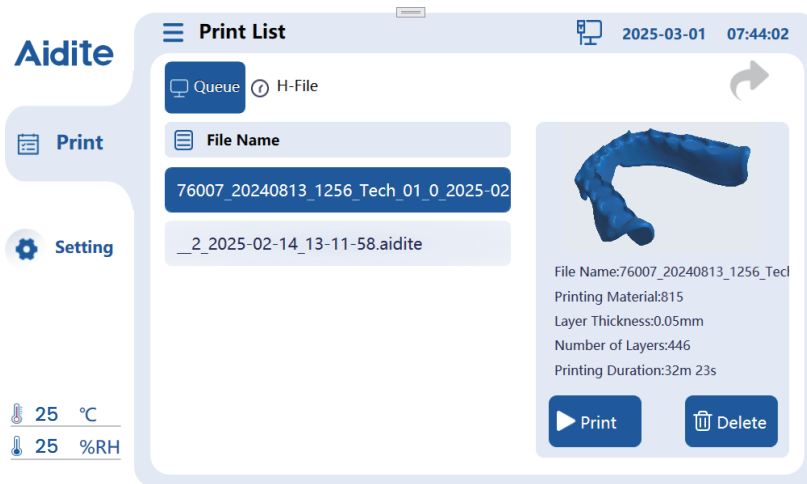 Aidite
Print List
2025-03-01 07:44:02
Queue
H-File
Print
File Name
76007_20240813_1256_Tech_01_0_2025-02
Setting
__2_2025-02-14_13-11-58.aidite
File Name:76007_20240813_1256_Tecl
Printing Material:815
Layer Thickness:0.05mm
Number of Layers:446
Printing Duration:32m 23s
Print
Delete
25 ℃
25 %RH